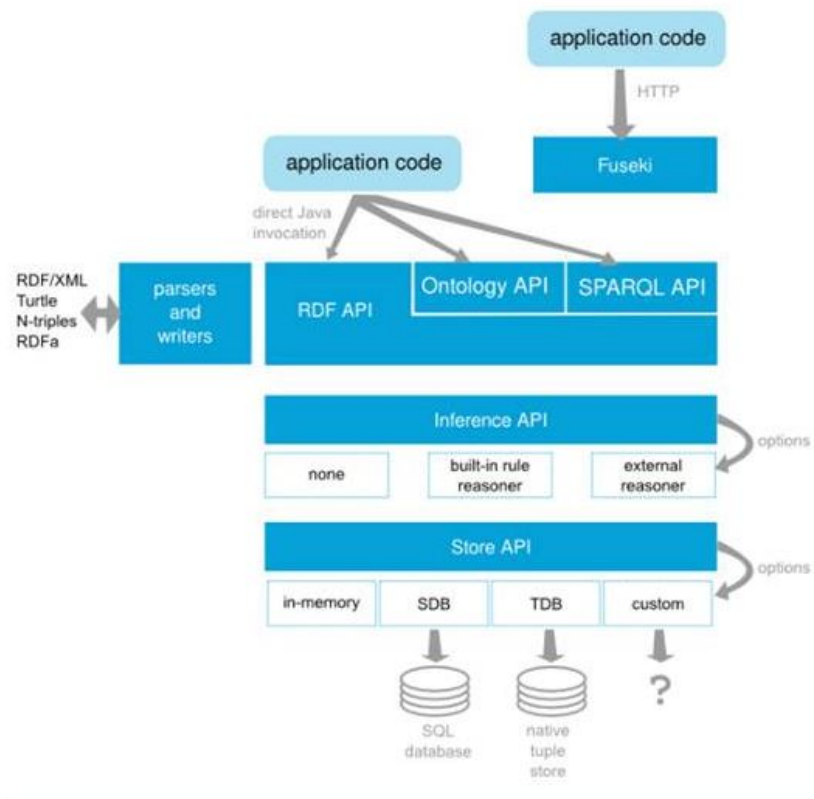 application code
HTTP
Fuseki
application code
direct Java
invocation
RDF/XML
Turtle
N-triples
RDFa
parsers
and
writers
RDF API
Ontology API
SPARQL API
Inference API
options
none
built-in rule
reasoner
external
reasoner
Store API
options
in-memory
SDB
TDB
custom
?
SQL
database
native
tuple
store